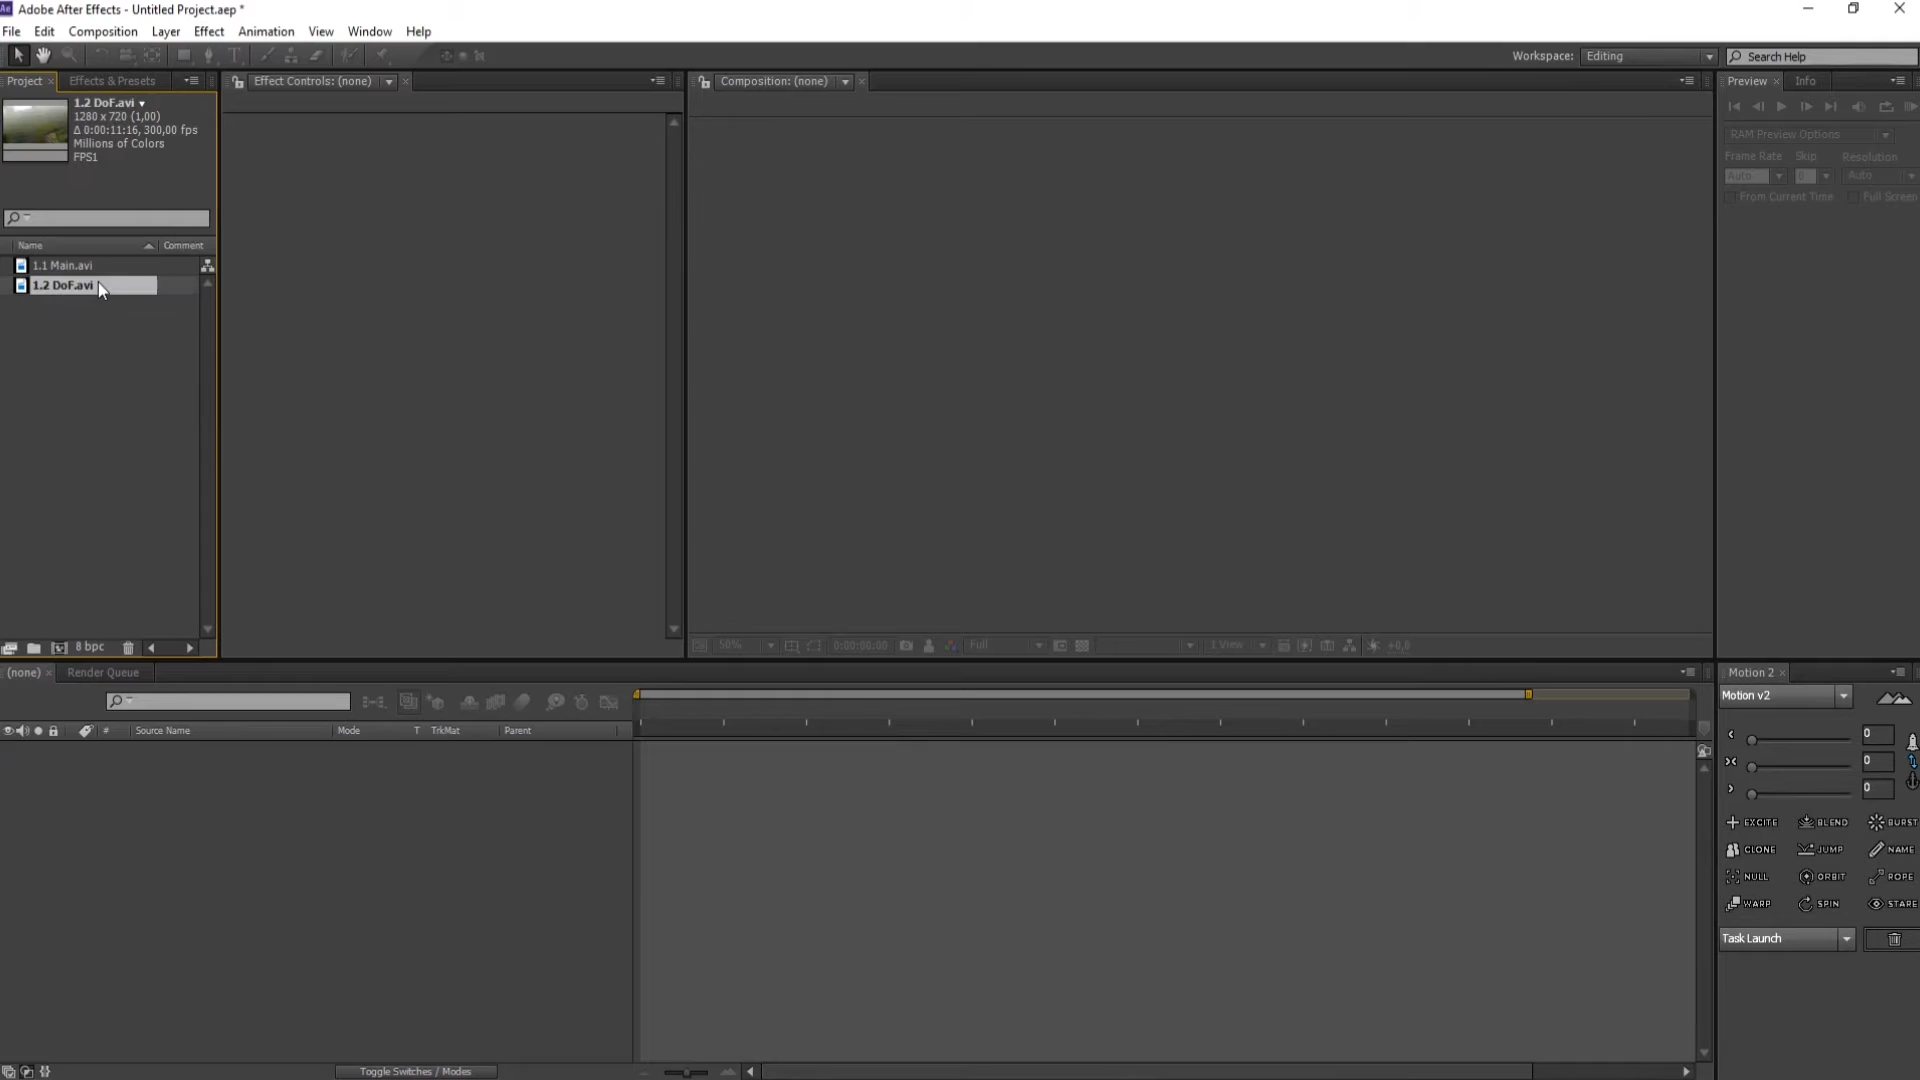 Adobe After Effects - Untitled Project.aep *
File Edit Composition Layer Effect Animation View Window Help
Workspace: Editing Search Help
Project Effects & Presets Effect Controls: (none) Composition: (none) Preview Info
1.2 DoF.avi
1280 x 720 (1,00)
Δ 0:00:11:16, 300,00 fps
Millions of Colors
FPS1
RAM Preview Options
Frame Rate Skip Resolution
Auto 0 Auto
From Current Time Full Screen
Name Comment
1.1 Main.avi
1.2 DoF.avi
8 bpc
50% 0:00:00:00 Full 1 View +0,0
(none) Render Queue
Motion 2
Motion v2
# Source Name Mode T TrkMat Parent
0
0
0
EXCITE BLEND BURST
CLONE JUMP NAME
NULL ORBIT ROPE
WARP SPIN STARE
Task Launch
Toggle Switches / Modes